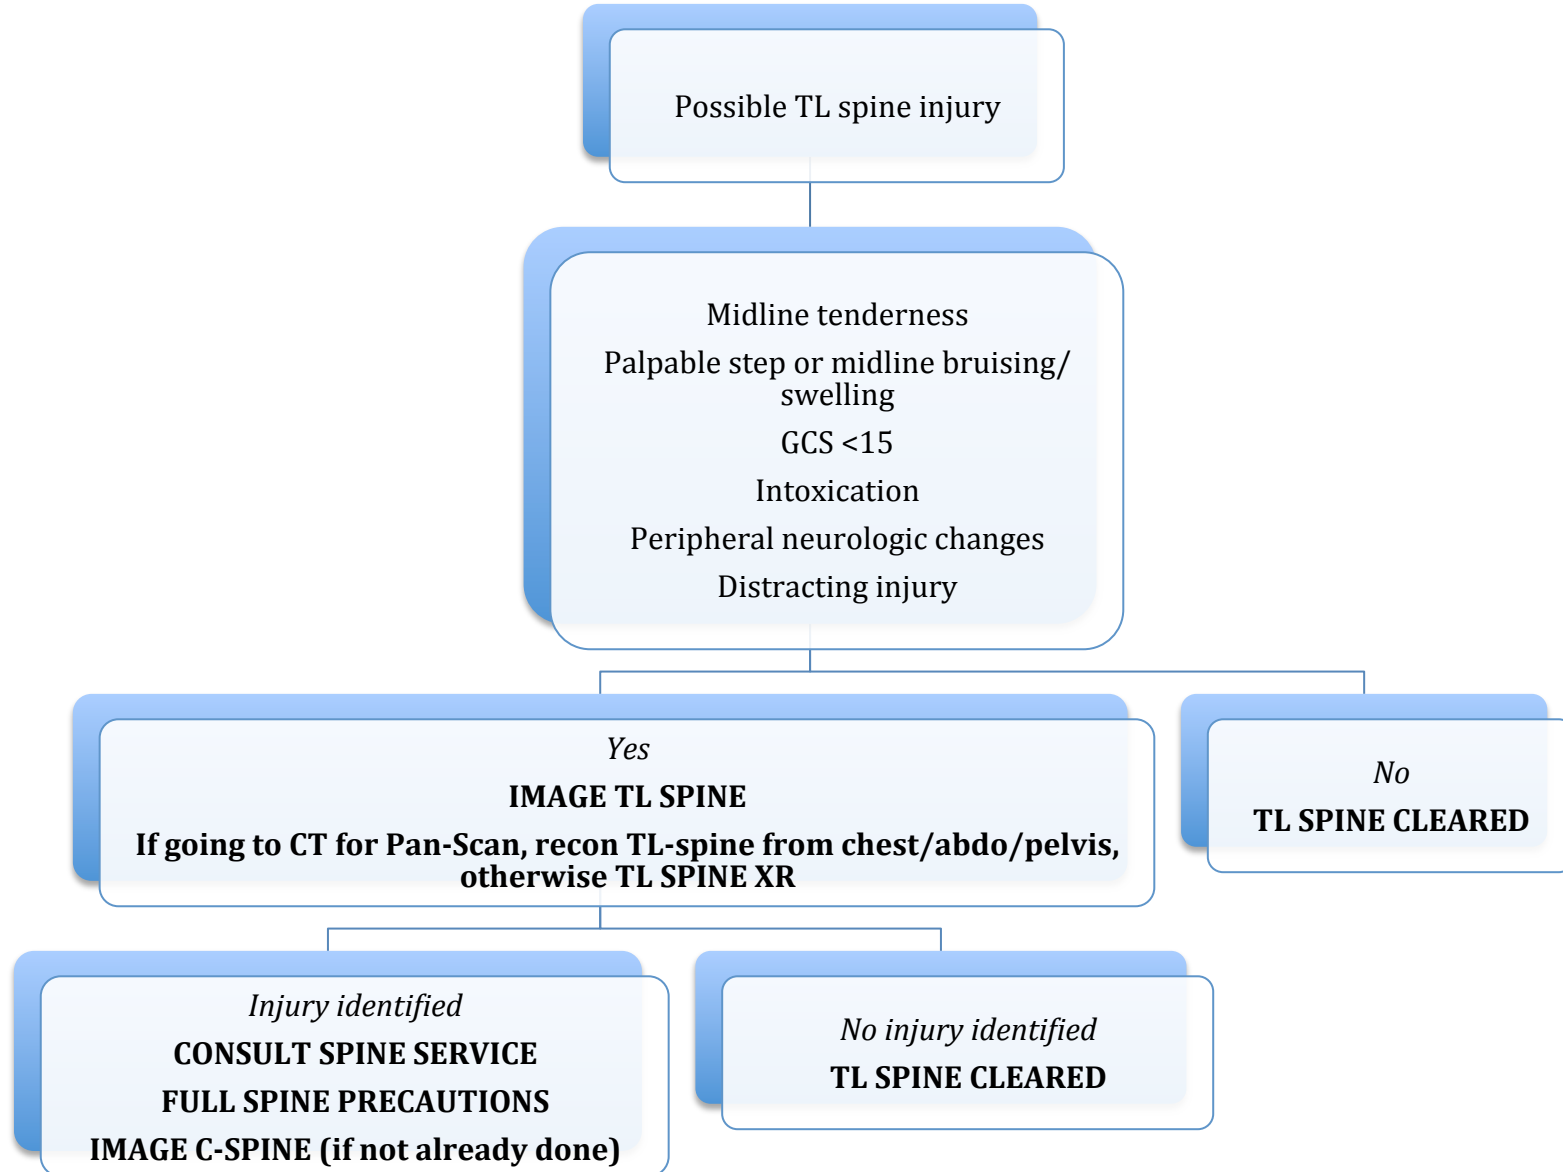 Possible TL spine injury
Midline tenderness
Palpable step or midline bruising/
swelling
GCS <15
Intoxication
Peripheral neurologic changes
Distracting injury
Yes
IMAGE TL SPINE
If going to CT for Pan-Scan, recon TL-spine from chest/abdo/pelvis,
otherwise TL SPINE XR
No
TL SPINE CLEARED
Injury identified
CONSULT SPINE SERVICE
FULL SPINE PRECAUTIONS
IMAGE C-SPINE (if not already done)
No injury identified
TL SPINE CLEARED